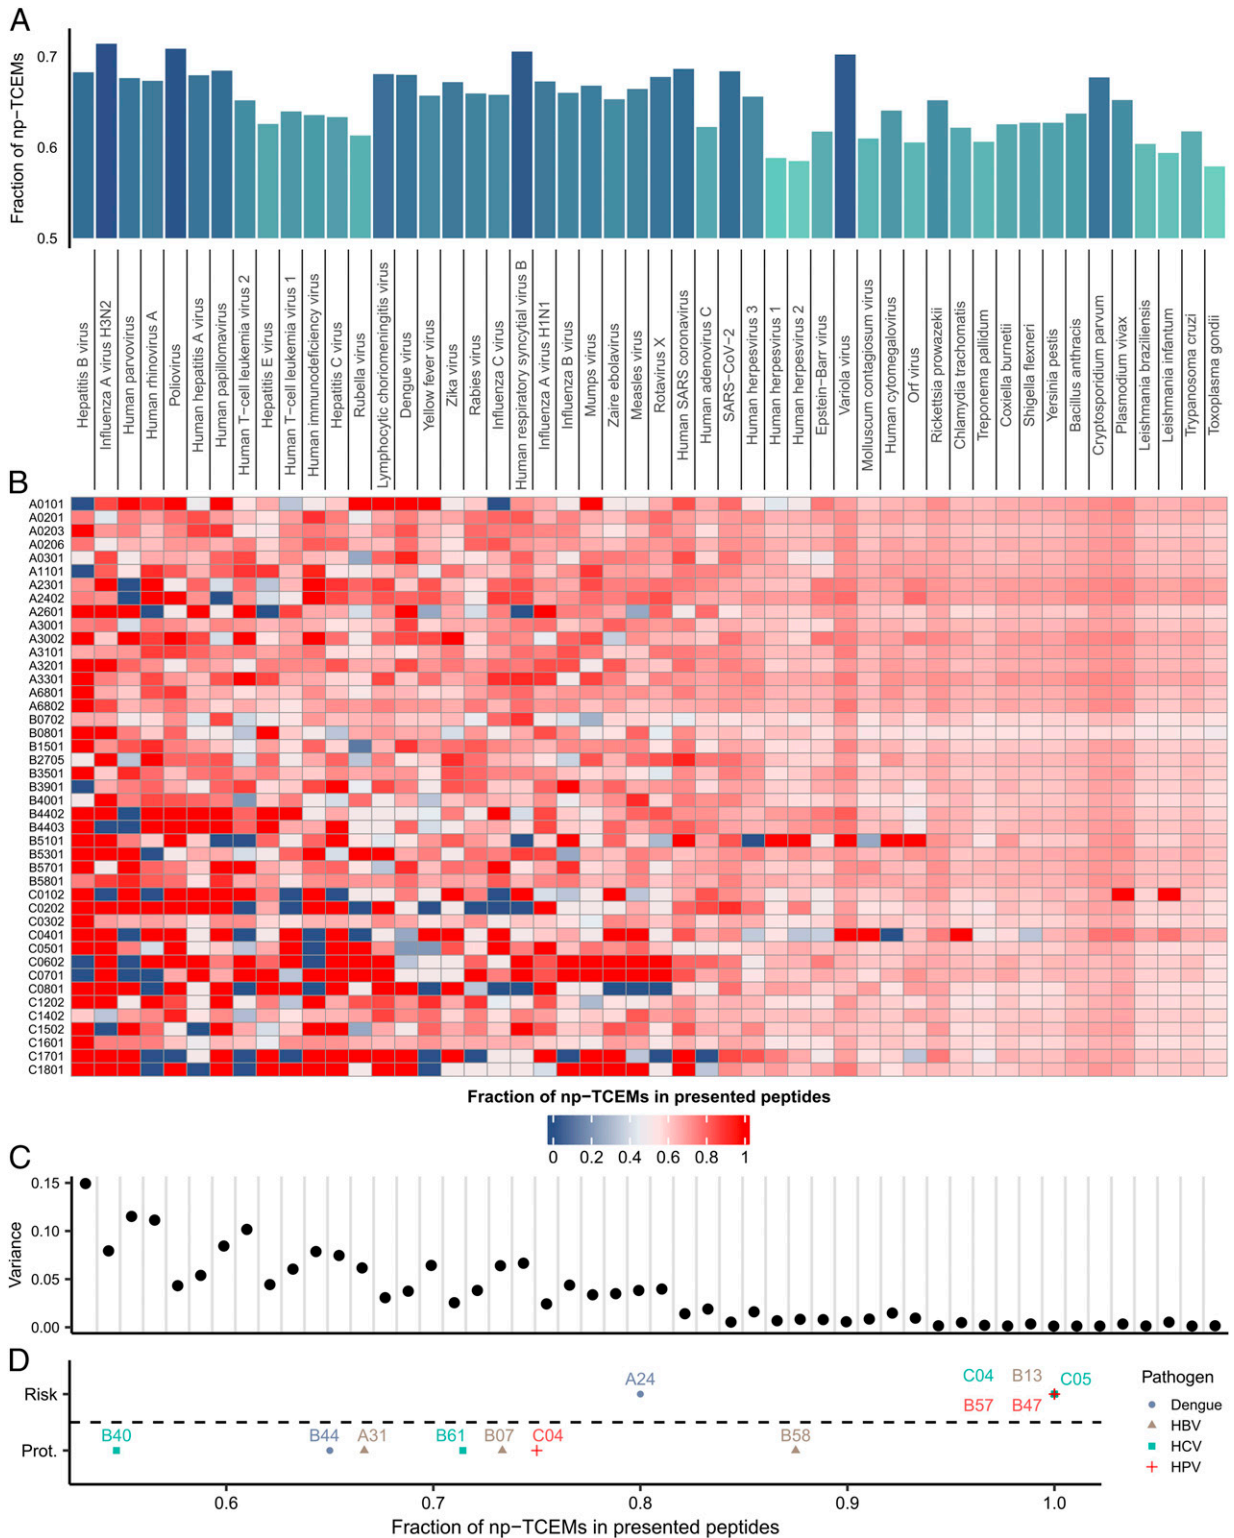 A
Fraction of np−TCEMs
0.7
0.6
0.5
Hepatitis B virus
Influenza A virus H3N2
Human parvovirus
Human rhinovirus A
Poliovirus
Human hepatitis A virus
Human papillomavirus
Human T−cell leukemia virus 2
Hepatitis E virus
Human T−cell leukemia virus 1
Human immunodeficiency virus
Hepatitis C virus
Rubella virus
Lymphocytic choriomeningitis virus
Dengue virus
Yellow fever virus
Zika virus
Rabies virus
Influenza C virus
Human respiratory syncytial virus B
Influenza A virus H1N1
Influenza B virus
Mumps virus
Zaire ebolavirus
Measles virus
Rotavirus X
Human SARS coronavirus
Human adenovirus C
SARS−CoV−2
Human herpesvirus 3
Human herpesvirus 1
Human herpesvirus 2
Epstein−Barr virus
Variola virus
Molluscum contagiosum virus
Human cytomegalovirus
Orf virus
Rickettsia prowazekii
Chlamydia trachomatis
Treponema pallidum
Coxiella burnetii
Shigella flexneri
Yersinia pestis
Bacillus anthracis
Cryptosporidium parvum
Plasmodium vivax
Leishmania braziliensis
Leishmania infantum
Trypanosoma cruzi
Toxoplasma gondii
B
A0101
A0201
A0203
A0206
A0301
A1101
A2301
A2402
A2601
A3001
A3002
A3101
A3201
A3301
A6801
A6802
B0702
B0801
B1501
B2705
B3501
B3901
B4001
B4402
B4403
B5101
B5301
B5701
B5801
C0102
C0202
C0302
C0401
C0501
C0602
C0701
C0801
C1202
C1402
C1502
C1601
C1701
C1801
Fraction of np−TCEMs in presented peptides
0 0.2 0.4 0.6 0.8 1
C
Variance
0.15
0.10
0.05
0.00
D
Risk
Prot.
A24
C04 B13 C05
B57 B47
B40 B44 A31 B61 B07 C04 B58
0.6 0.7 0.8 0.9 1.0
Fraction of np−TCEMs in presented peptides
Pathogen
Dengue
HBV
HCV
HPV